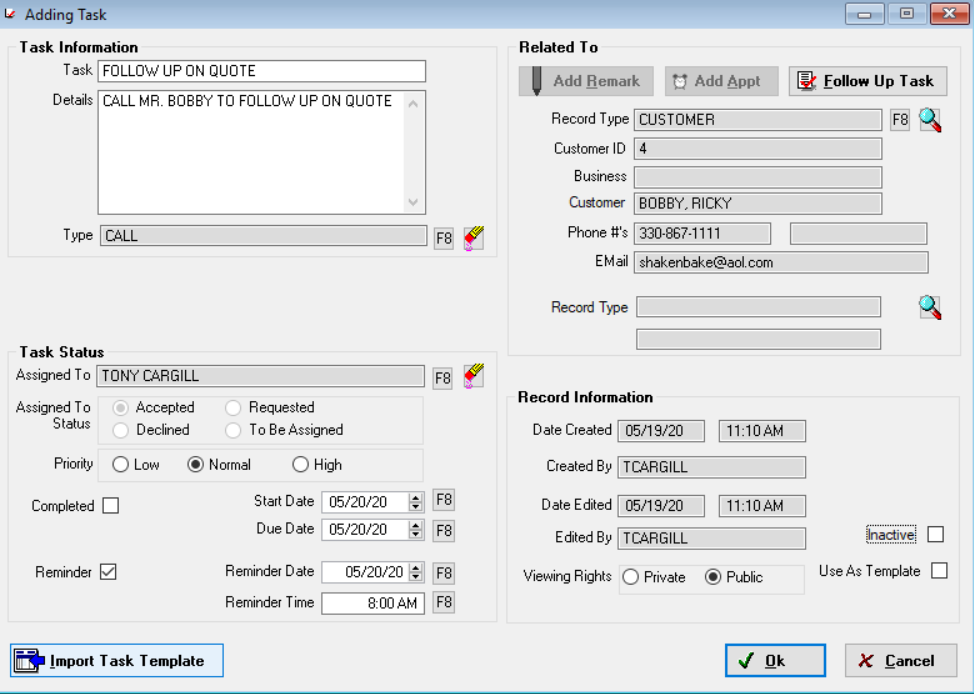 Adding Task
Task Information
Task FOLLOW UP ON QUOTE
Details CALL MR. BOBBY TO FOLLOW UP ON QUOTE
Type CALL F8
Related To
Add Remark Add Appt Follow Up Task
Record Type CUSTOMER F8
Customer ID 4
Business
Customer BOBBY, RICKY
Phone #'s 330-867-1111
EMail shakenbake@aol.com
Record Type
Task Status
Assigned To TONY CARGILL F8
Assigned To Status
Accepted Requested
Declined To Be Assigned
Priority Low Normal High
Completed Start Date 05/20/20 F8
Due Date 05/20/20 F8
Reminder Reminder Date 05/20/20 F8
Reminder Time 8:00 AM F8
Record Information
Date Created 05/19/20 11:10 AM
Created By TCARGILL
Date Edited 05/19/20 11:10 AM
Edited By TCARGILL Inactive
Viewing Rights Private Public Use As Template
Import Task Template Ok Cancel